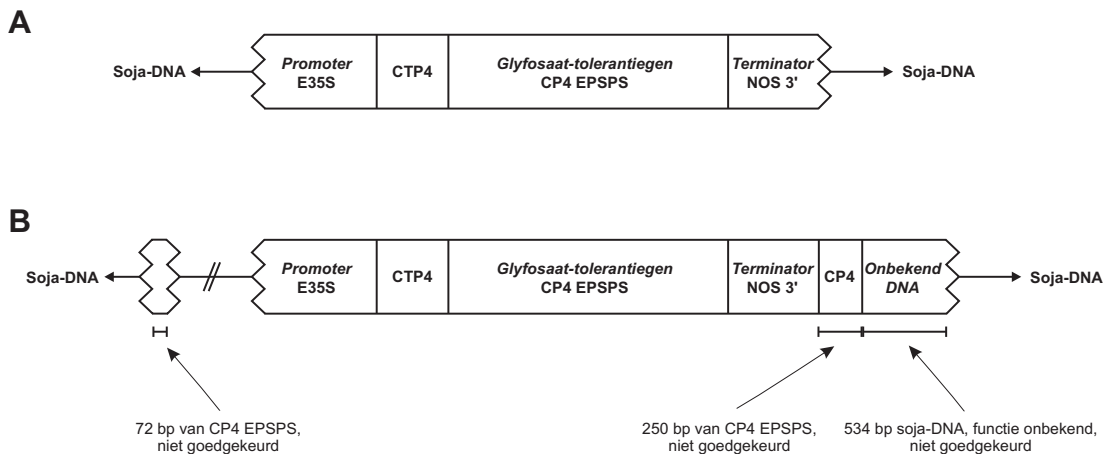 A
Soja-DNA
Promoter
E35S
CTP4
Glyfosaat-tolerantiegen
CP4 EPSPS
Terminator
NOS 3'
Soja-DNA
B
Soja-DNA
Promoter
E35S
CTP4
Glyfosaat-tolerantiegen
CP4 EPSPS
Terminator
NOS 3'
CP4
Onbekend
DNA
Soja-DNA
72 bp van CP4 EPSPS,
niet goedgekeurd
250 bp van CP4 EPSPS,
niet goedgekeurd
534 bp soja-DNA, functie onbekend,
niet goedgekeurd